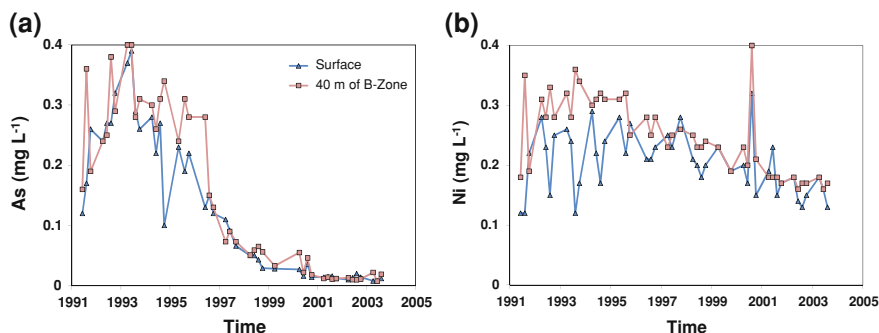 (a)
0.4
0.3
0.2
0.1
0
As (mg L-1)
1991 1993 1995 1997 1999 2001 2003 2005
Time
Surface
40 m of B-Zone
(b)
0.4
0.3
0.2
0.1
0
Ni (mg L-1)
1991 1993 1995 1997 1999 2001 2003 2005
Time